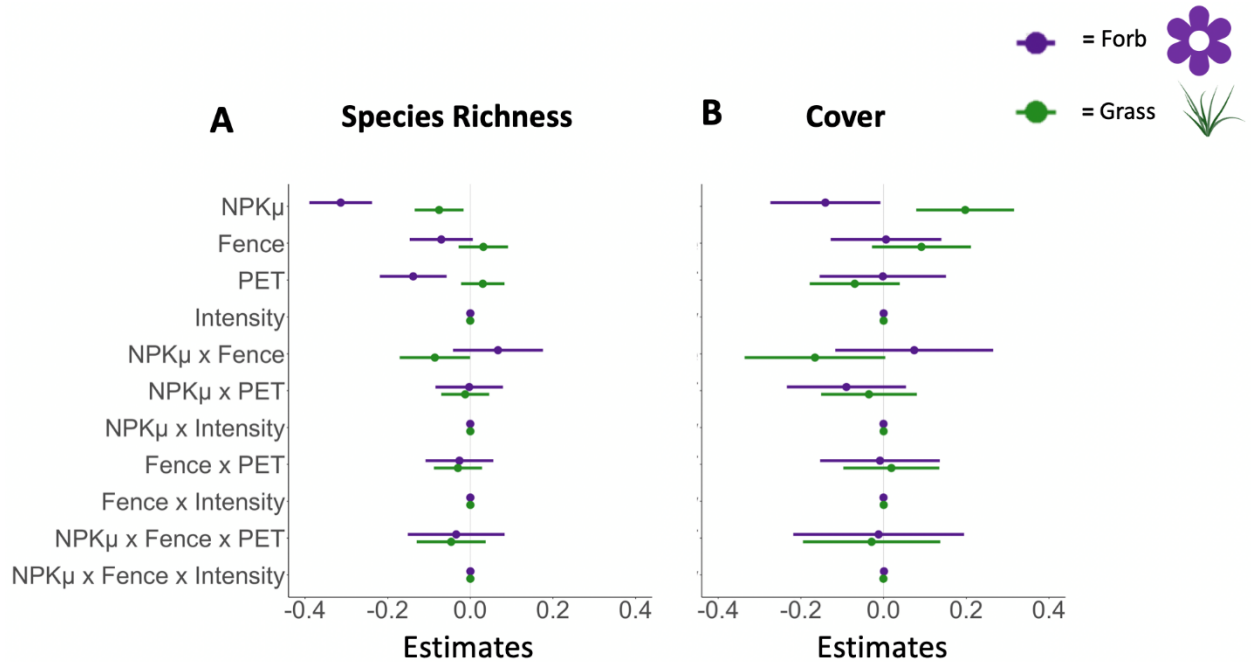 = Forb
= Grass
A Species Richness
B Cover
NPKμ
Fence
PET
Intensity
NPKμ x Fence
NPKμ x PET
NPKμ x Intensity
Fence x PET
Fence x Intensity
NPKμ x Fence x PET
NPKμ x Fence x Intensity
-0.4 -0.2 0.0 0.2 0.4
-0.4 -0.2 0.0 0.2 0.4
Estimates
Estimates